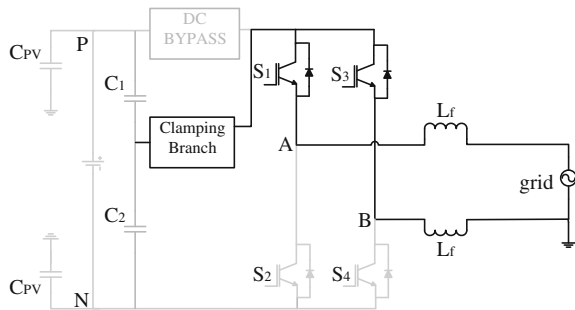 DC
BYPASS
CPV
P
C1
S1
S3
Clamping
Branch
Lf
A
grid
C2
B
Lf
CPV
S2
S4
N